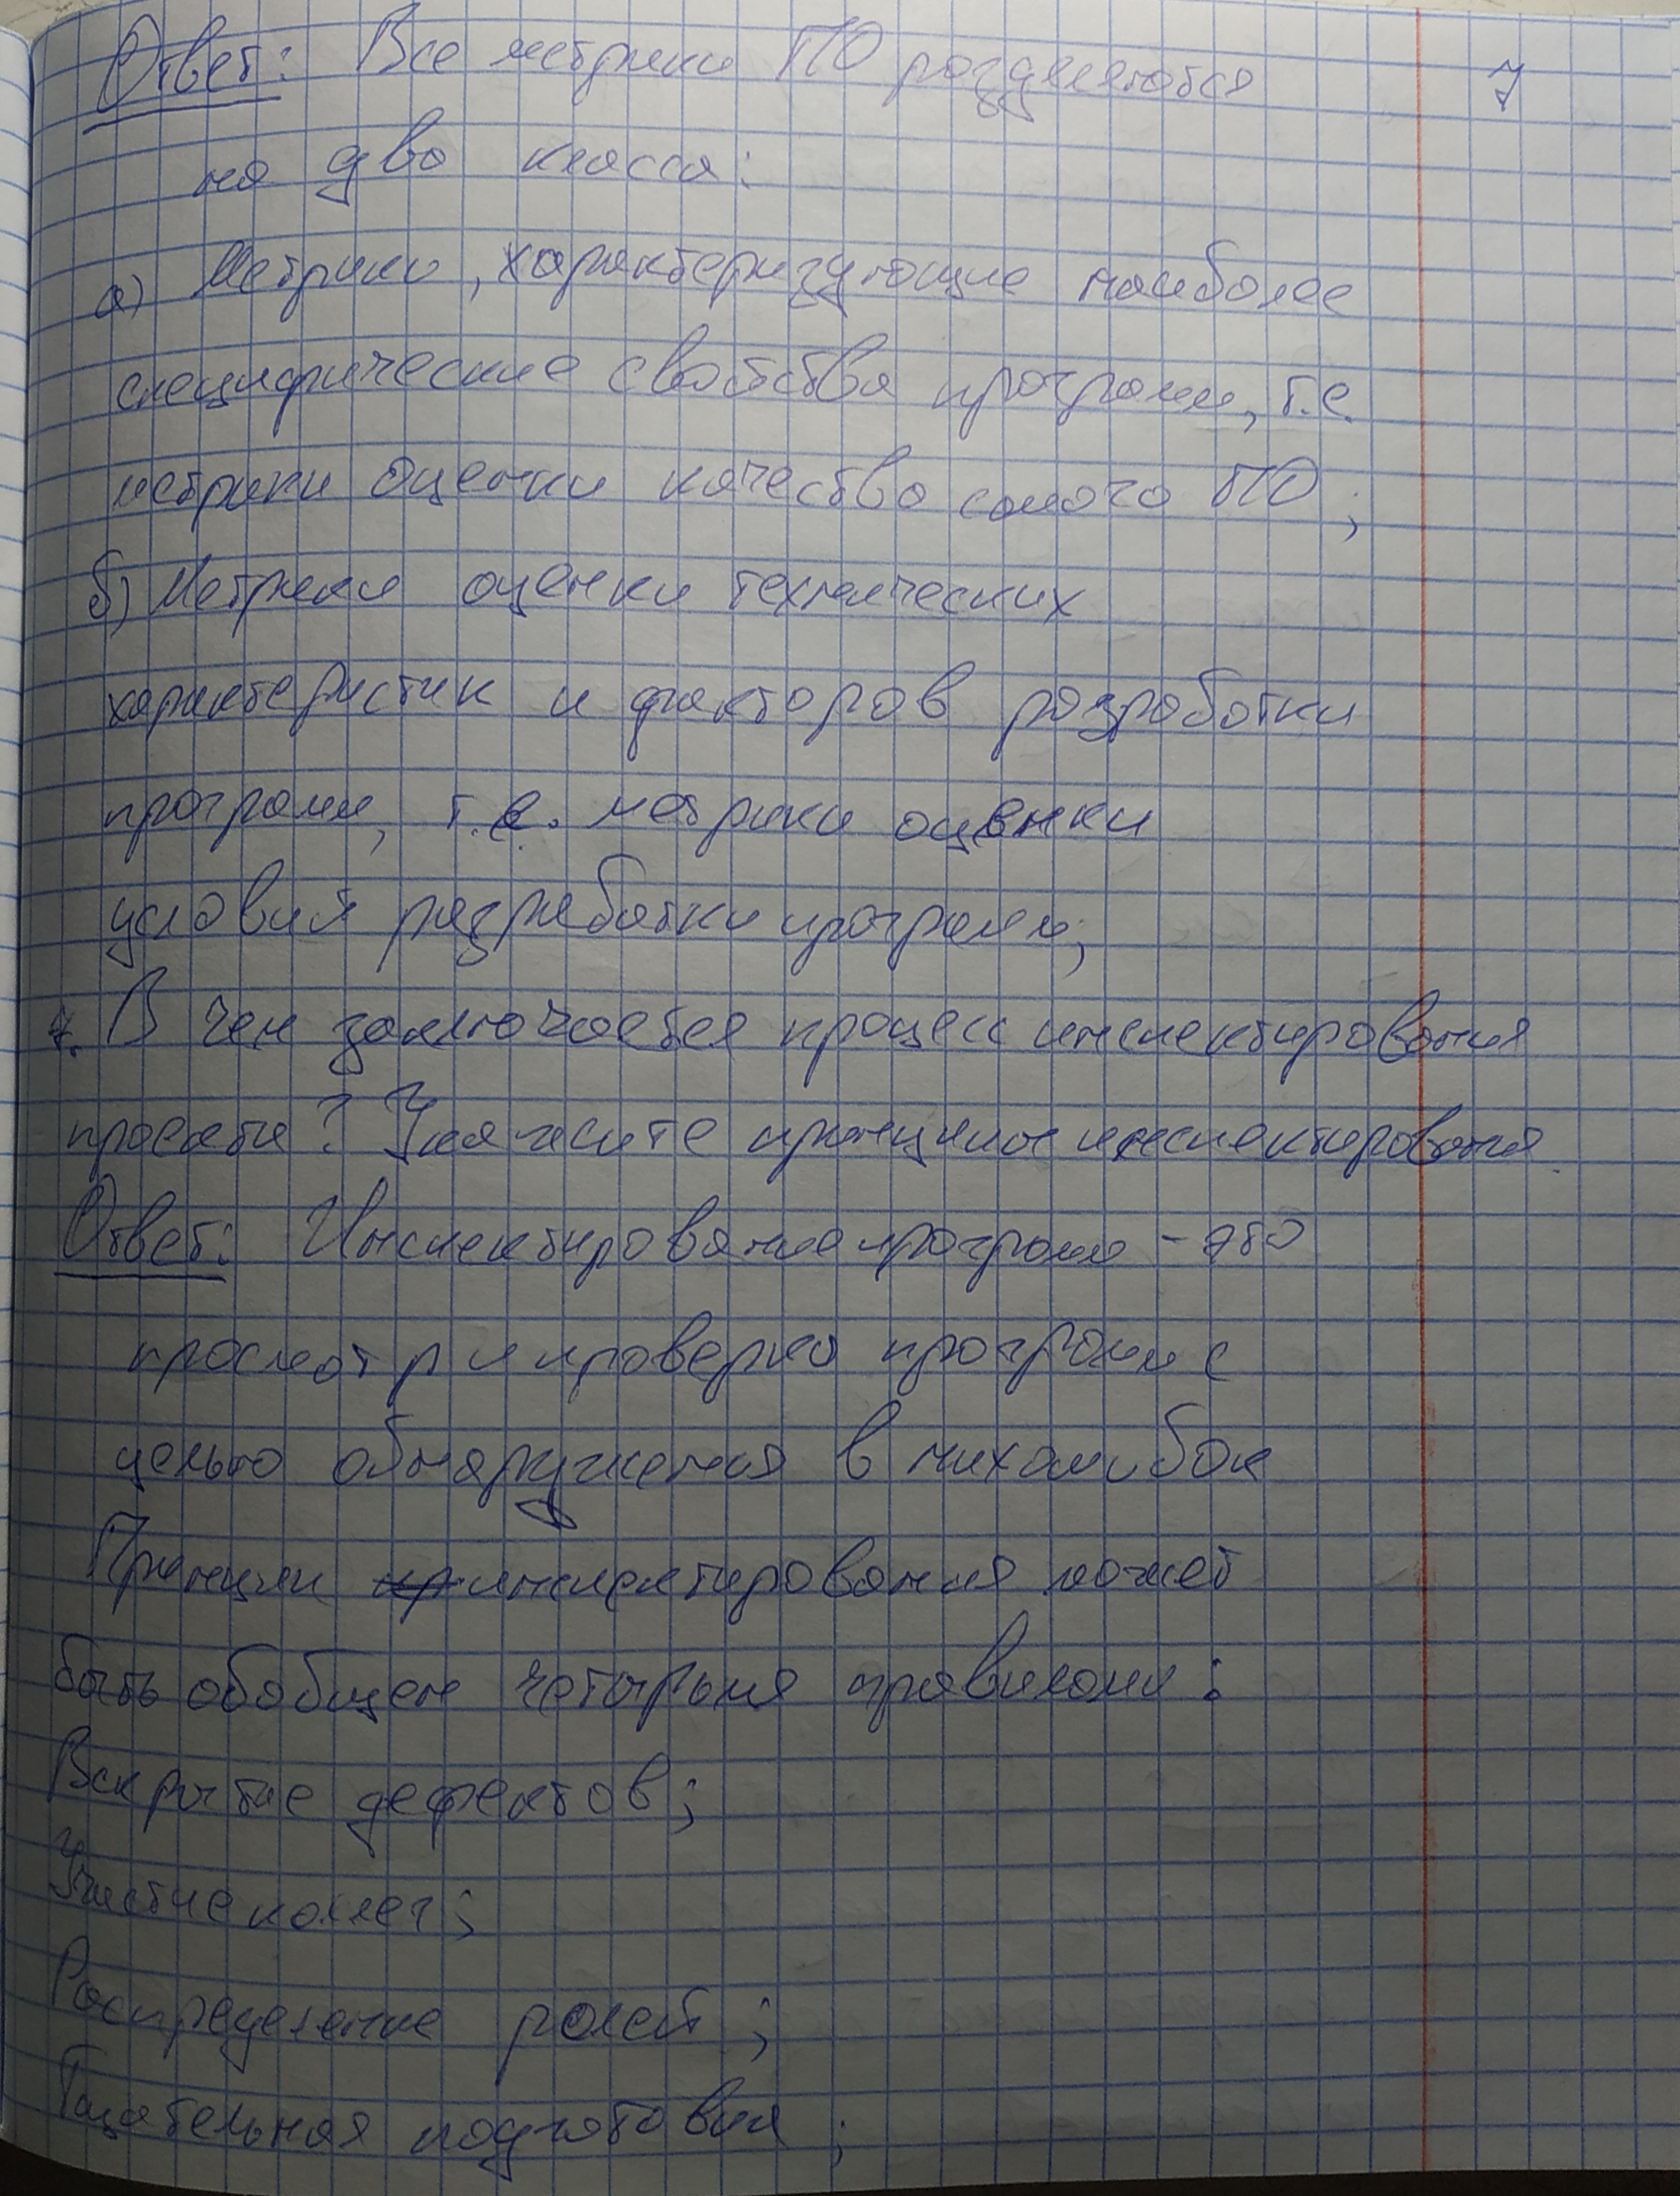 Ответ: Все метрики ПО разделяются
7
на два класса:
а) Метрики, характеризующие наиболее
специфические свойства программ, т.е.
метрики оценки качества самого ПО;
б) Метрики оценки технических
характеристик и факторов разработки
программ, т.е. метрики оценки
условий разработки программ;
7. В чем заключается процесс инспектирования
проекта? Укажите принципы инспектирования.
Ответ: Инспектирование программ - это
просмотр и проверка программ с
целью обнаружения в них ошибок
Принцип инспектирования может
быть обобщен четырьмя правилами:
Вскрытие дефектов;
Участие коллег;
Распределение ролей;
Тщательная подготовка;